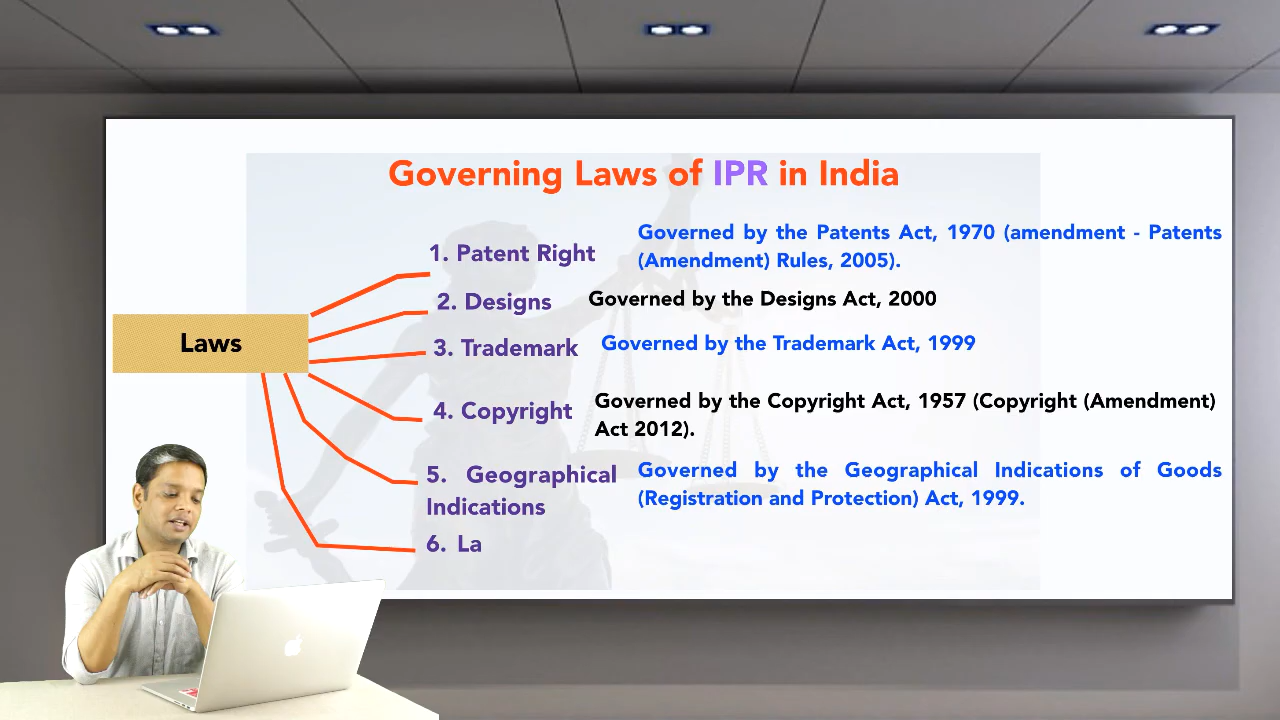 Governing Laws of IPR in India
1. Patent Right
Governed by the Patents Act, 1970 (amendment - Patents
(Amendment) Rules, 2005).
2. Designs
Governed by the Designs Act, 2000
Laws
3. Trademark
Governed by the Trademark Act, 1999
4. Copyright
Governed by the Copyright Act, 1957 (Copyright (Amendment)
Act 2012).
5. Geographical
Indications
Governed by the Geographical Indications of Goods
(Registration and Protection) Act, 1999.
6. La